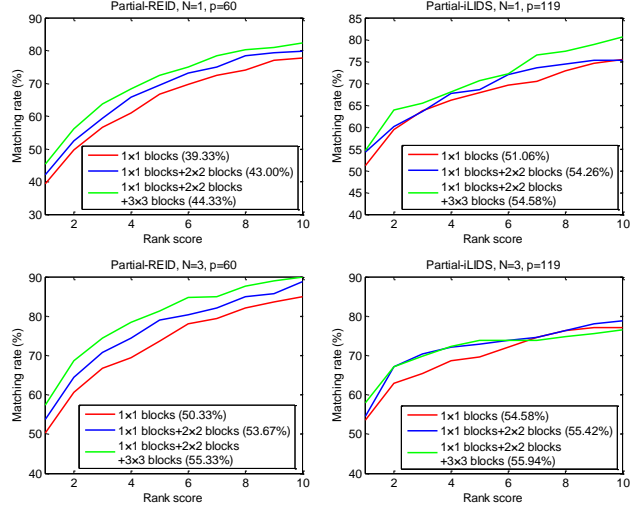 Partial-REID, N=1, p=60
90
80
70
60
50
40
30
2
4
6
8
10
Matching rate (%)
Rank score
1×1 blocks (39.33%)
1×1 blocks+2×2 blocks (43.00%)
1×1 blocks+2×2 blocks
+3×3 blocks (44.33%)
Partial-iLIDS, N=1, p=119
85
80
75
70
65
60
55
50
45
40
2
4
6
8
10
Matching rate (%)
Rank score
1×1 blocks (51.06%)
1×1 blocks+2×2 blocks (54.26%)
1×1 blocks+2×2 blocks
+3×3 blocks (54.58%)
Partial-REID, N=3, p=60
90
80
70
60
50
40
2
4
6
8
10
Matching rate (%)
Rank score
1×1 blocks (50.33%)
1×1 blocks+2×2 blocks (53.67%)
1×1 blocks+2×2 blocks
+3×3 blocks (55.33%)
Partial-iLIDS, N=3, p=119
90
80
70
60
50
40
2
4
6
8
10
Matching rate (%)
Rank score
1×1 blocks (54.58%)
1×1 blocks+2×2 blocks (55.42%)
1×1 blocks+2×2 blocks
+3×3 blocks (55.94%)